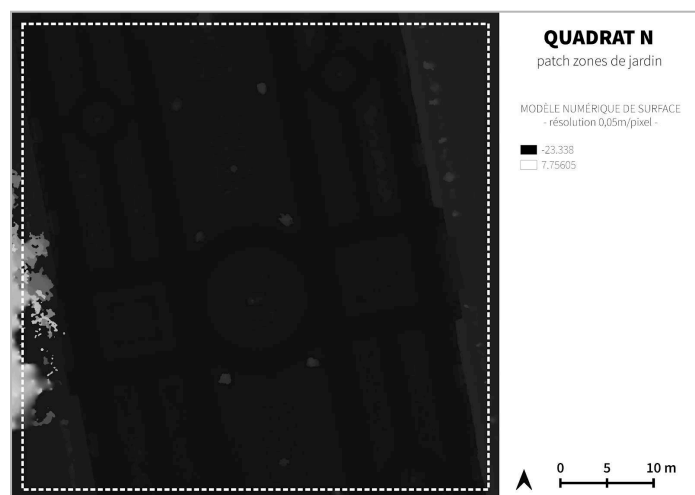 QUADRAT N
patch zones de jardin
MODÈLE NUMÉRIQUE DE SURFACE
- résolution 0,05m/pixel -
-23.338
7.75605
0 5 10 m